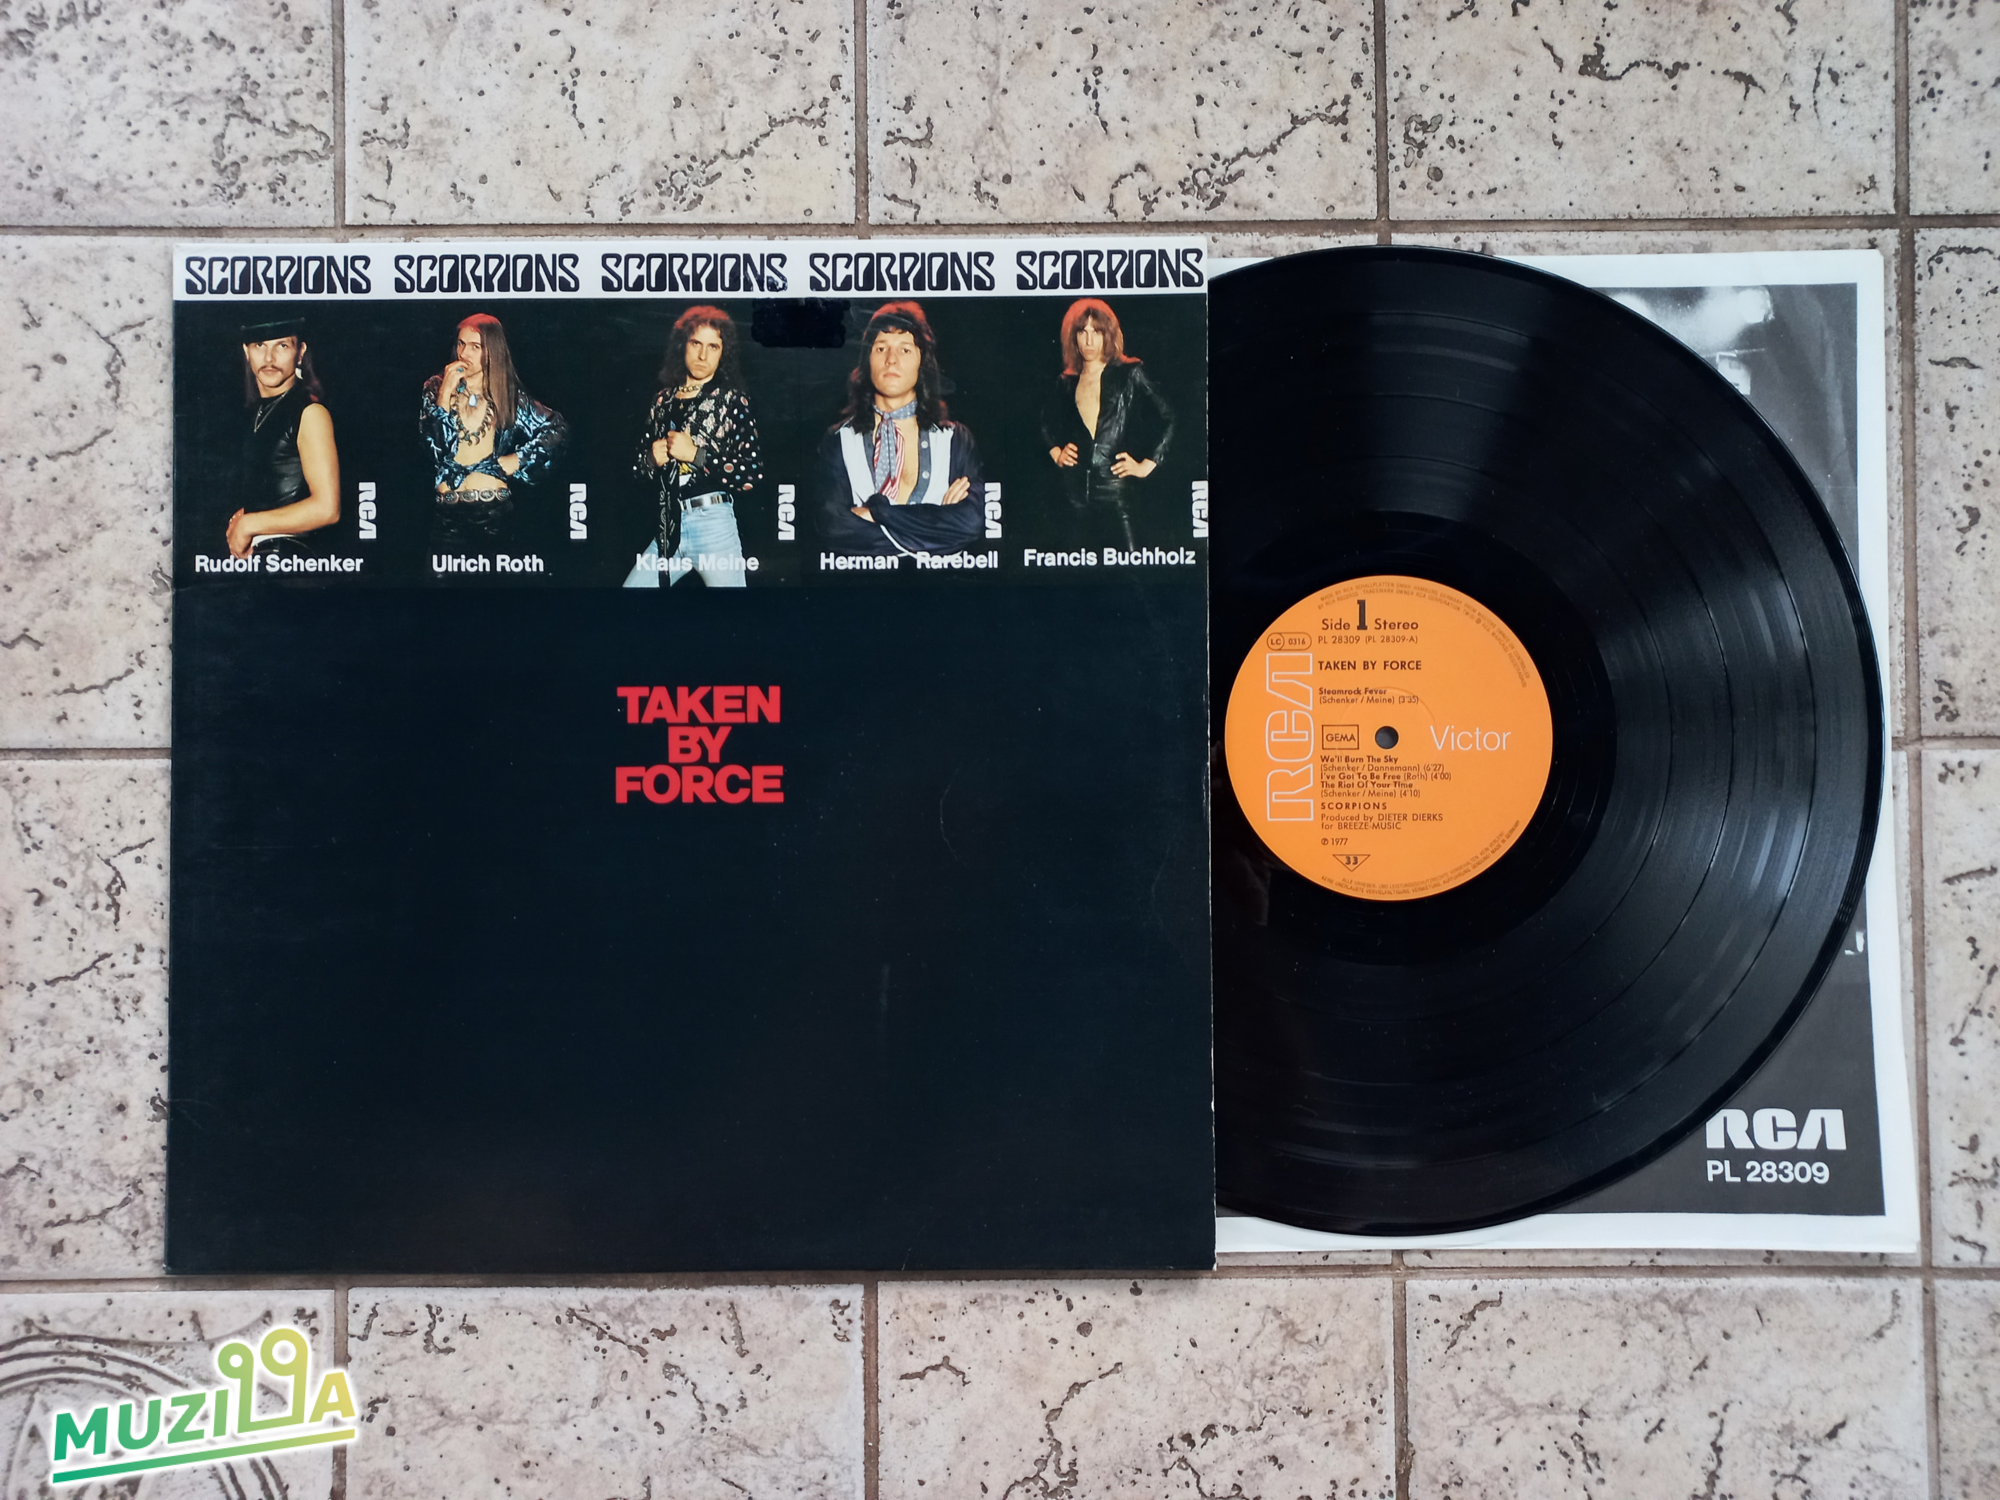 SCORPIONS SCORPIONS SCORPIONS SCORPIONS SCORPIONS
RCA RCA RCA RCA RCA
Rudolf Schenker Ulrich Roth Klaus Meine Herman Rarebell Francis Buchholz
TAKEN
BY
FORCE
Side 1 Stereo
LC 0316 PL 28309 (PL 28309-A)
TAKEN BY FORCE
Steamrock Fever
(Schenker / Meine) (3'35)
RCA
GEMA Victor
We'll Burn The Sky
(Schenker / Dannemann) (6'27)
I've Got To Be Free (Roth) (4'00)
The Riot Of Your Time
(Schenker / Meine) (4'10)
SCORPIONS
Produced by DIETER DIERKS
for BREEZE-MUSIC
℗ 1977
33
RCA
PL 28309
MUZILLA